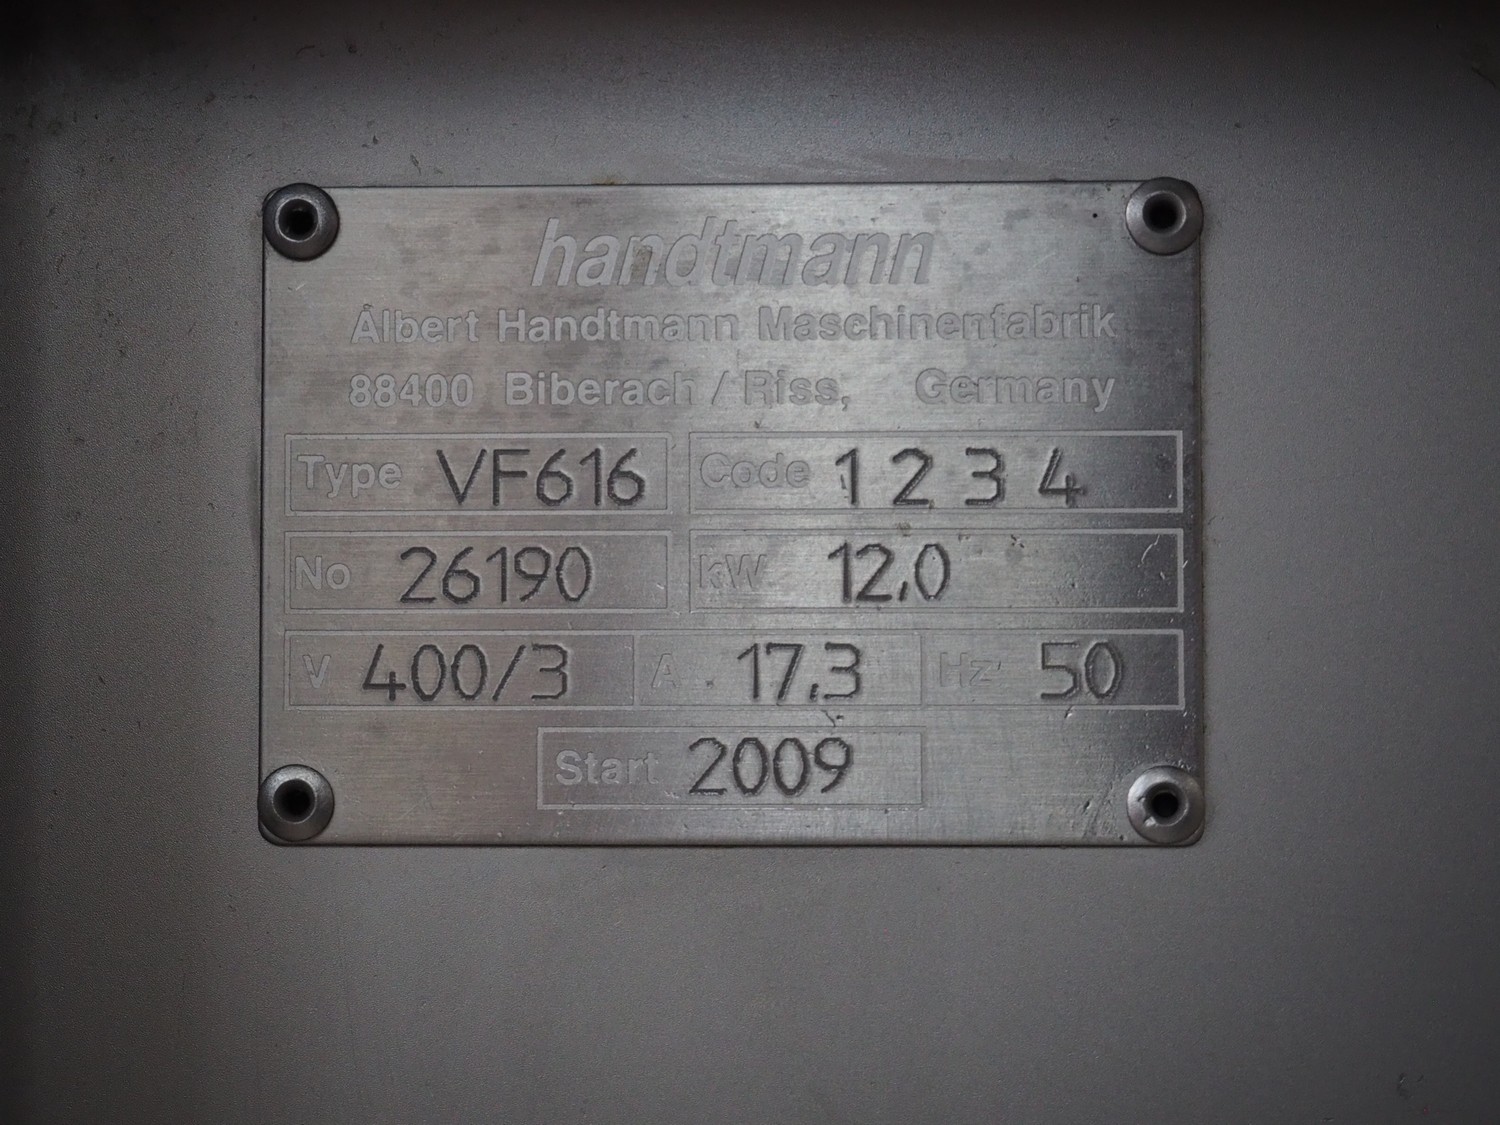 handtmann
Albert Handtmann Maschinenfabrik
88400 Biberach / Riss, Germany
Type VF616 Code 1 2 3 4
No 26190 kW 12.0
V 400/3 A 17.3 Hz 50
Start 2009